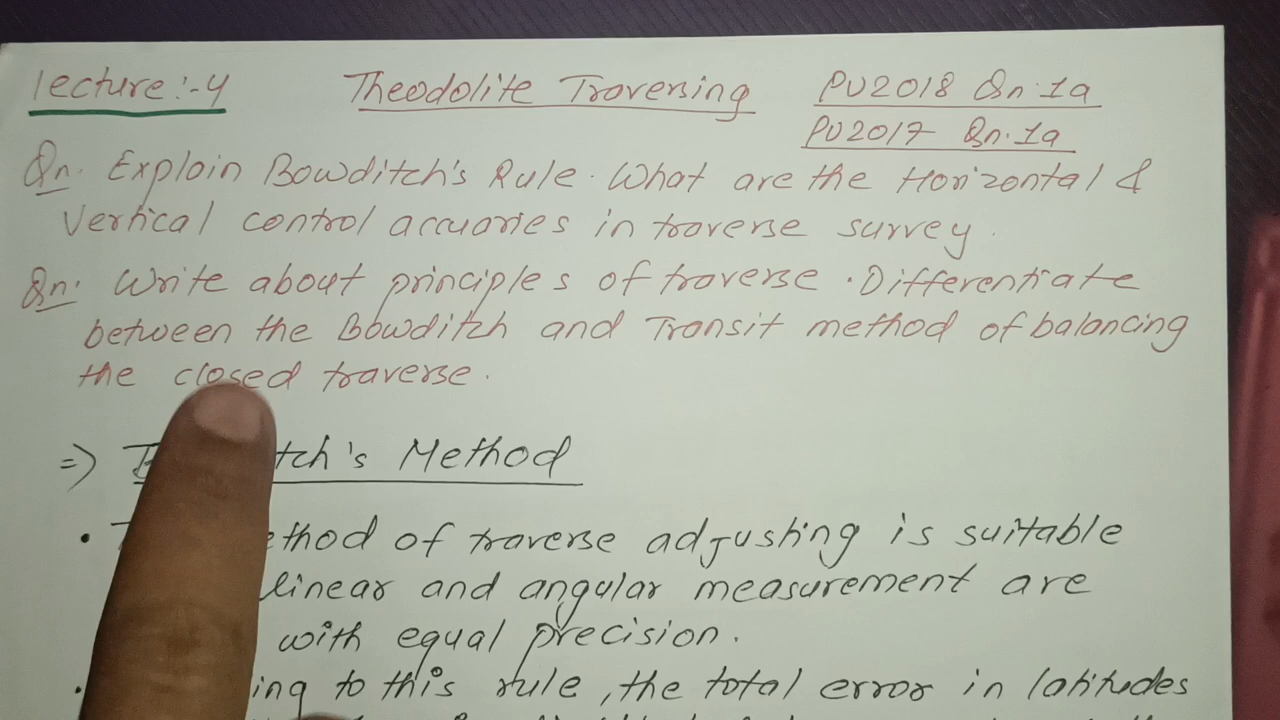 Lecture:-4 Theodolite Traversing PU2018 Qn.1a
PU2017 Qn.1a
Qn. Explain Bowditch's Rule. What are the Horizontal &
Vertical control accuaries in traverse survey.
Qn. Write about principles of traverse. Differentiate
between the Bowditch and Transit method of balancing
the closed traverse.
=) tch's Method
• ethod of traverse adjusting is suitable
linear and angular measurement are
with equal precision.
• ing to this rule, the total error in latitudes